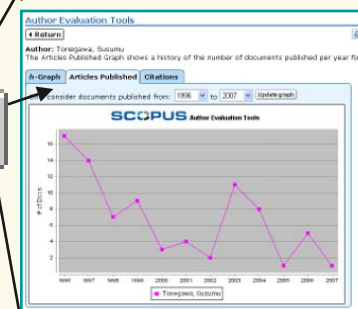 Author Evaluation Tools
Return
Author: Tonegawa, Susumu
The Articles Published Graph shows a history of the number of documents published per year fo
h-Graph Articles Published Citations
consider documents published from: 1996 to 2007 Update graph
SCOPUS Author Evaluation Tools
# of Docs
16
14
12
10
8
6
4
2
1996 1997 1998 1999 2000 2001 2002 2003 2004 2005 2006 2007
Tonegawa, Susumu